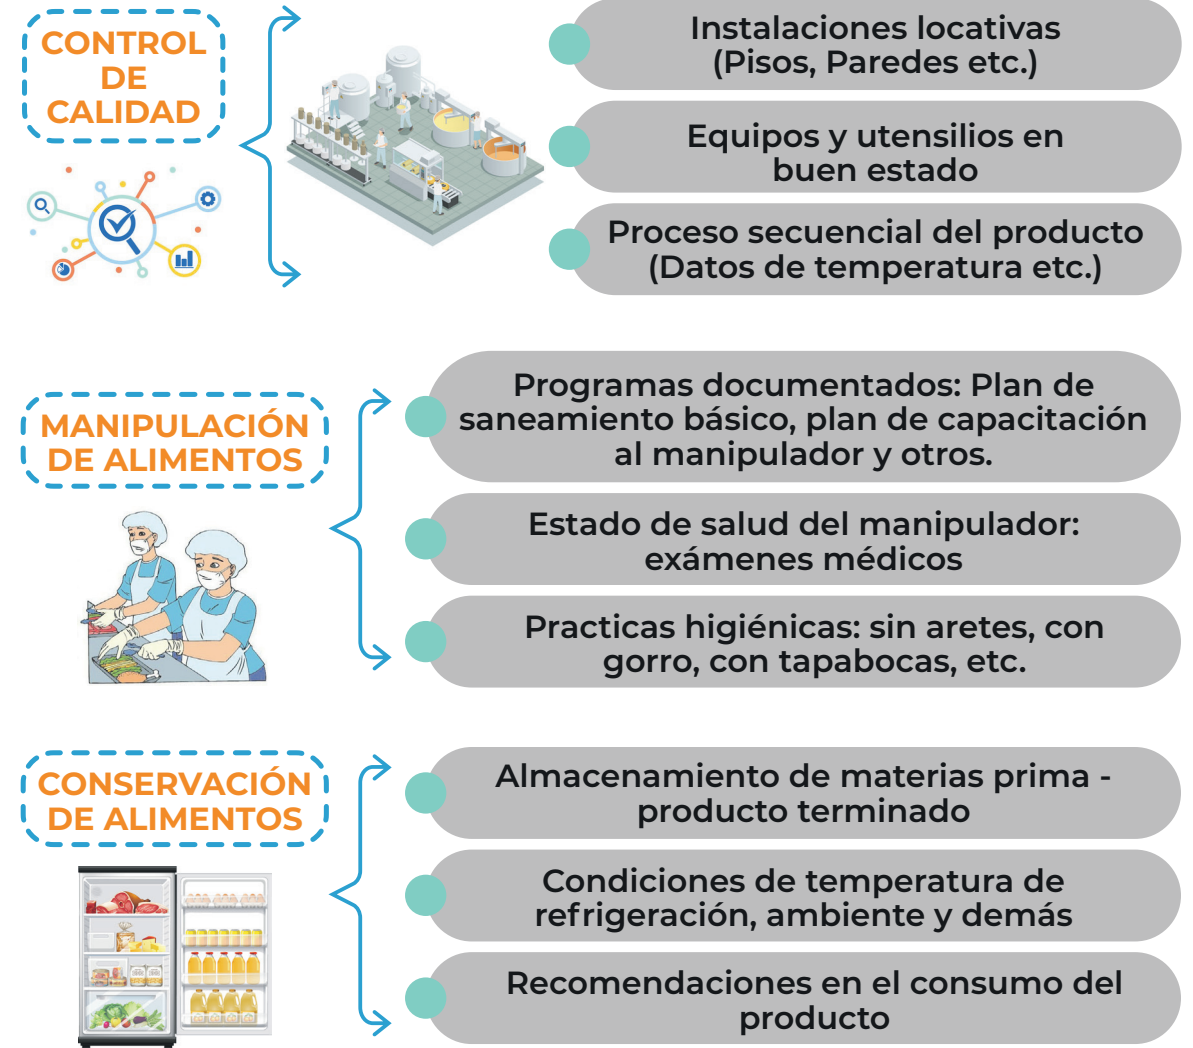 CONTROL
DE
CALIDAD
Instalaciones locativas
(Pisos, Paredes etc.)
Equipos y utensilios en
buen estado
Proceso secuencial del producto
(Datos de temperatura etc.)
MANIPULACIÓN
DE ALIMENTOS
Programas documentados: Plan de
saneamiento básico, plan de capacitación
al manipulador y otros.
Estado de salud del manipulador:
exámenes médicos
Practicas higiénicas: sin aretes, con
gorro, con tapabocas, etc.
CONSERVACIÓN
DE ALIMENTOS
Almacenamiento de materias prima -
producto terminado
Condiciones de temperatura de
refrigeración, ambiente y demás
Recomendaciones en el consumo del
producto